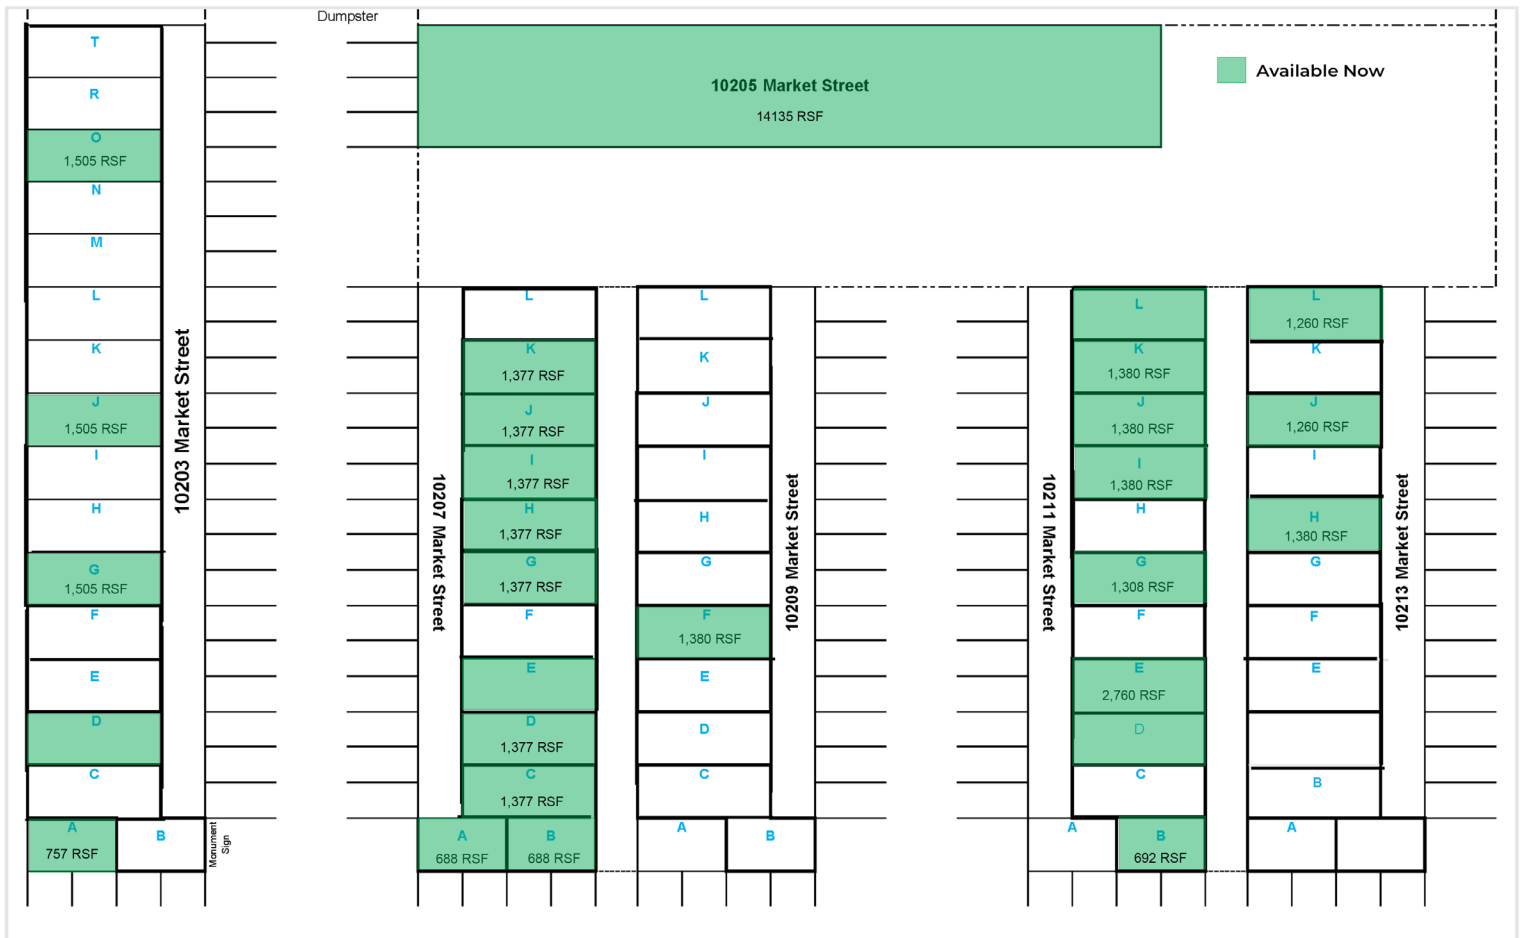 Dumpster
Available Now
10205 Market Street
14135 RSF
T
R
O
1,505 RSF
N
M
L
K
J
1,505 RSF
I
H
G
1,505 RSF
F
E
D
C
A
757 RSF
B
10203 Market Street
Monument
Sign
10207 Market Street
L
K
1,377 RSF
J
1,377 RSF
I
1,377 RSF
H
1,377 RSF
G
1,377 RSF
F
E
D
1,377 RSF
C
1,377 RSF
A
688 RSF
B
688 RSF
L
K
J
I
H
G
F
1,380 RSF
E
D
C
A
B
10209 Market Street
10211 Market Street
L
K
1,380 RSF
J
1,380 RSF
I
1,380 RSF
H
G
1,308 RSF
F
E
2,760 RSF
D
C
A
B
692 RSF
L
1,260 RSF
K
J
1,260 RSF
I
H
1,380 RSF
G
F
E
B
A
10213 Market Street